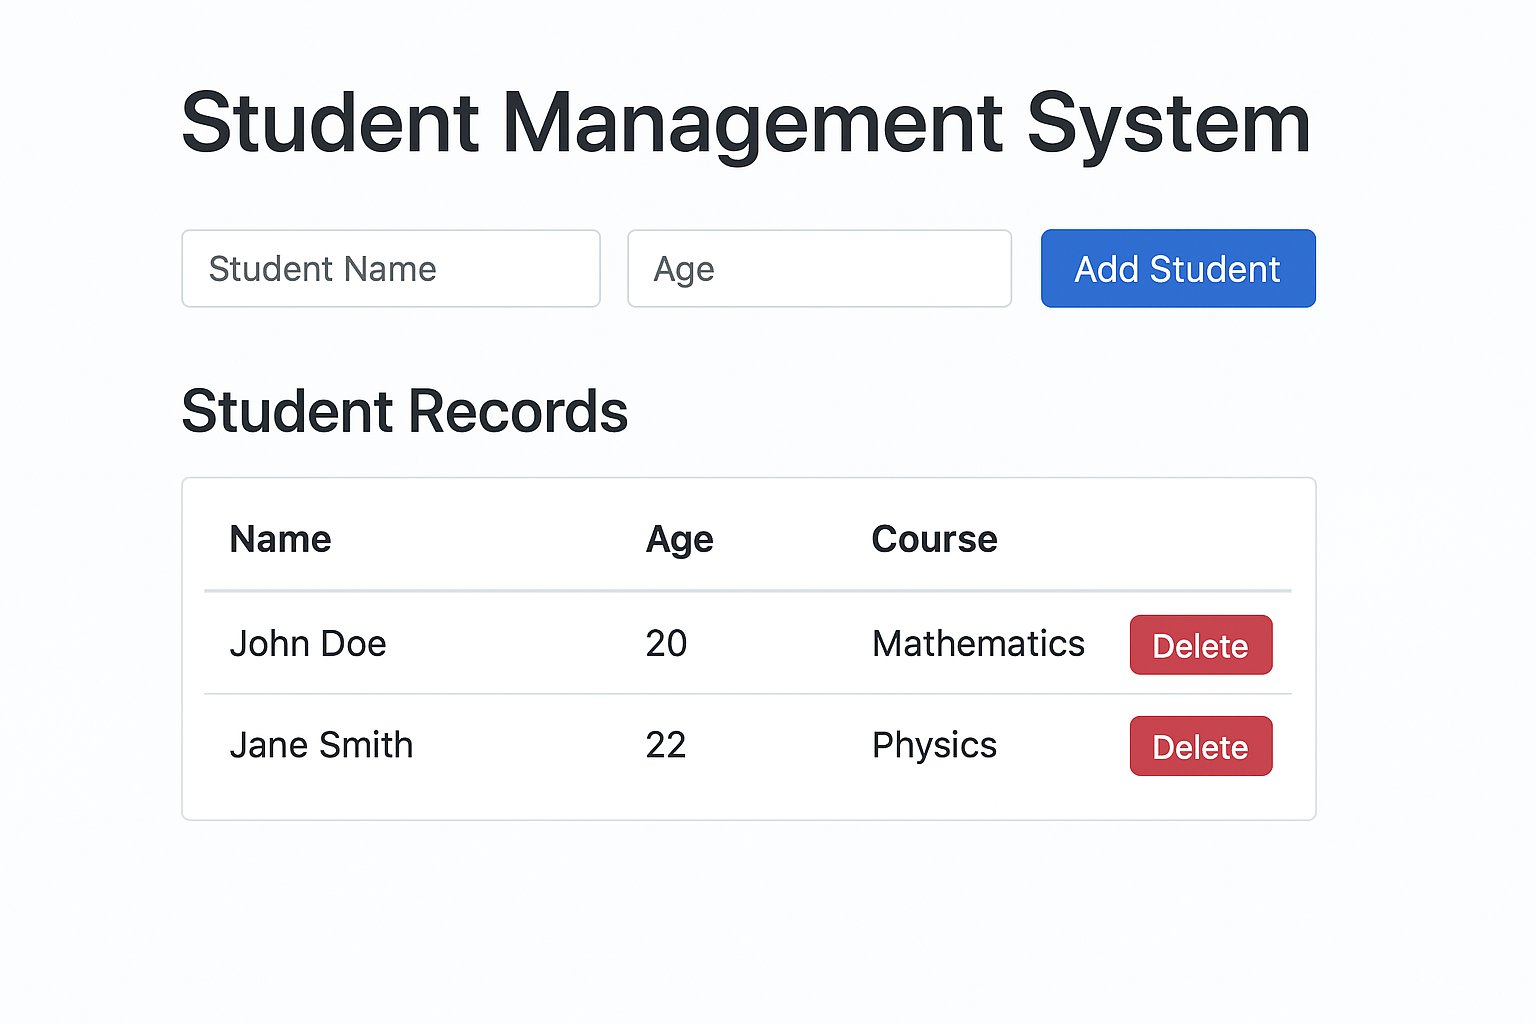 Student Management System
Student Name Age Add Student
Student Records
Name Age Course
John Doe 20 Mathematics Delete
Jane Smith 22 Physics Delete